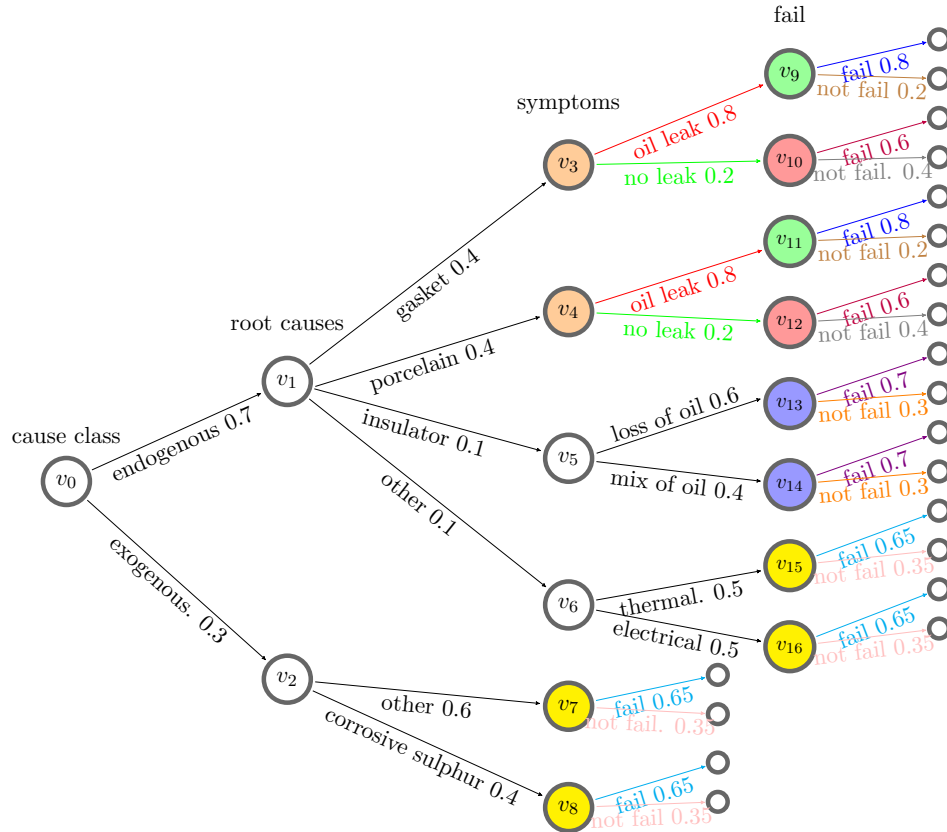 fail
v9
fail 0.8
not fail 0.2
symptoms
v3
oil leak 0.8
no leak 0.2
v10
fail 0.6
not fail. 0.4
v11
fail 0.8
not fail 0.2
gasket 0.4
v4
oil leak 0.8
no leak 0.2
v12
fail 0.6
not fail 0.4
root causes
v1
porcelain 0.4
insulator 0.1
other 0.1
loss of oil 0.6
v13
fail 0.7
not fail 0.3
cause class
v0
endogenous 0.7
v5
mix of oil 0.4
v14
fail 0.7
not fail 0.3
exogenous. 0.3
v6
thermal. 0.5
electrical 0.5
v15
fail 0.65
not fail 0.35
v16
fail 0.65
not fail 0.35
v2
other 0.6
corrosive sulphur 0.4
v7
fail 0.65
not fail. 0.35
v8
fail 0.65
not fail 0.35